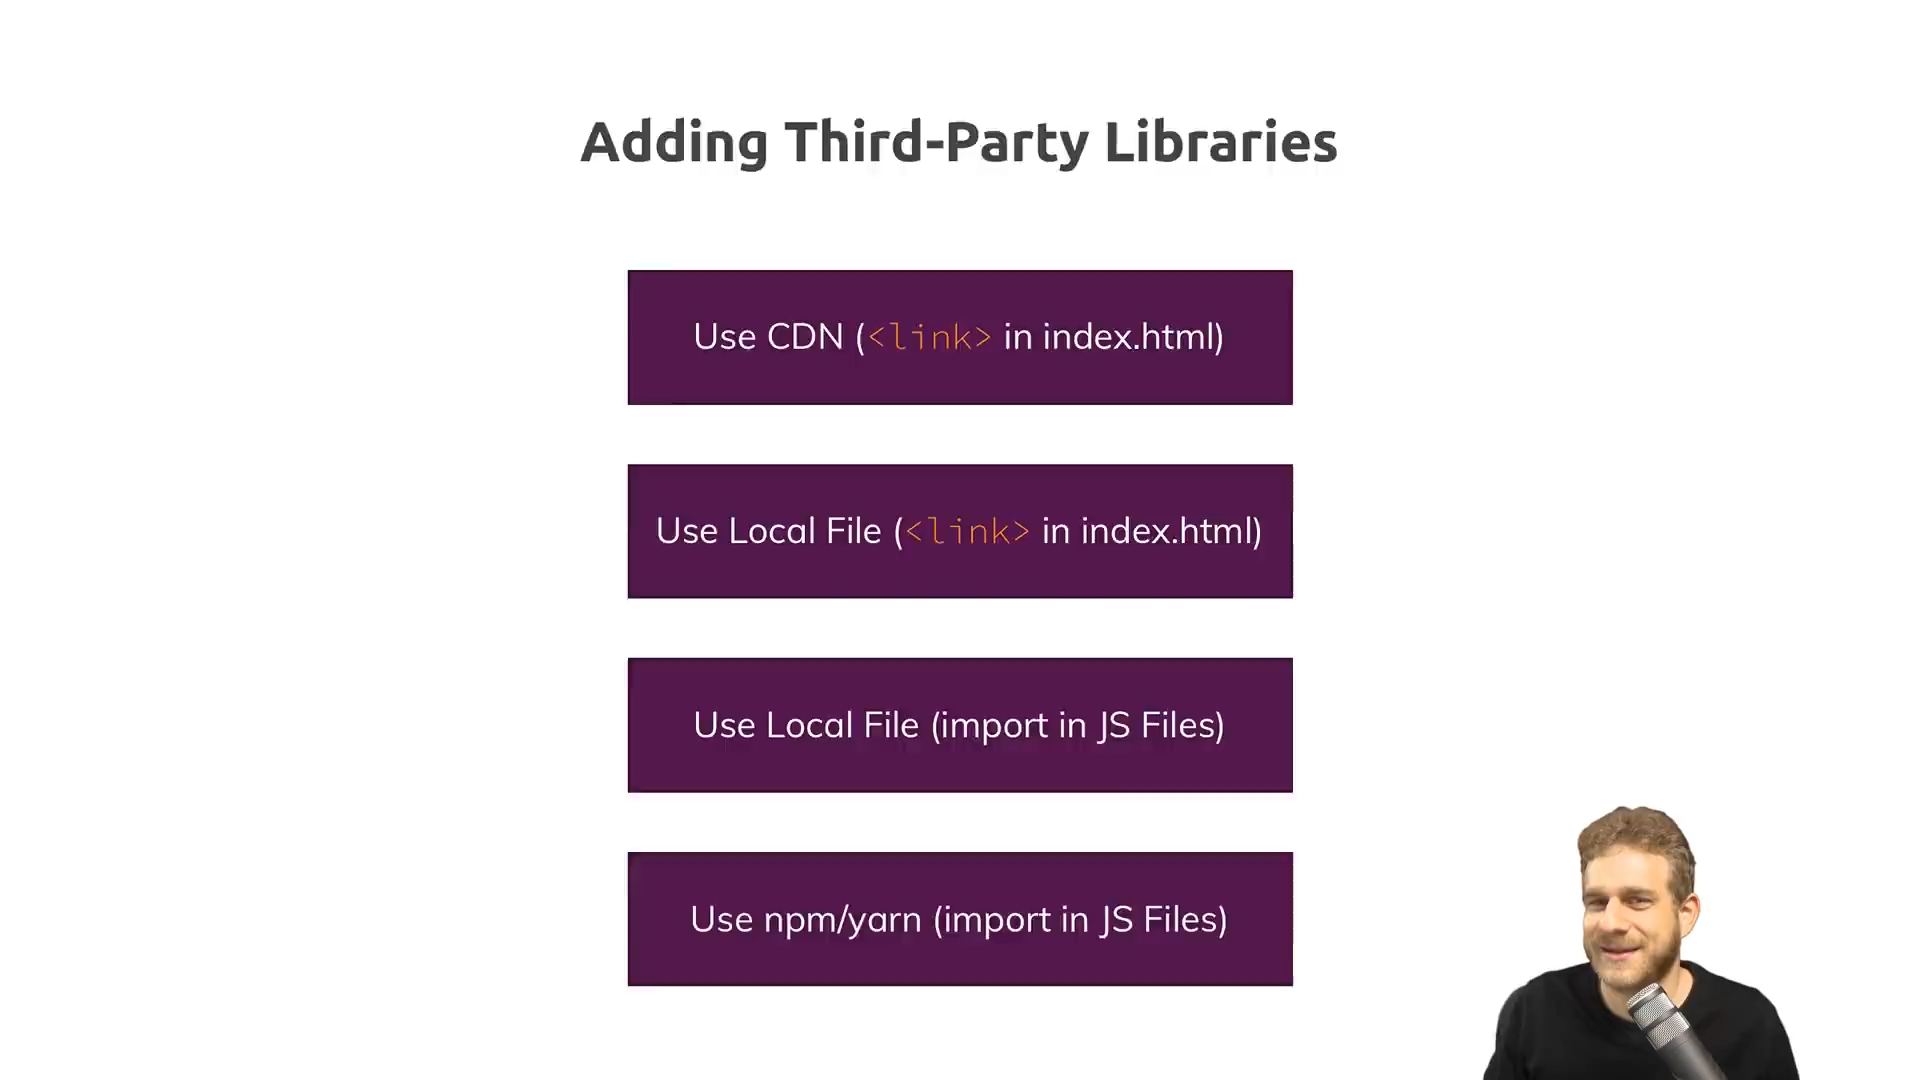 Adding Third-Party Libraries
Use CDN (<link> in index.html)
Use Local File (<link> in index.html)
Use Local File (import in JS Files)
Use npm/yarn (import in JS Files)